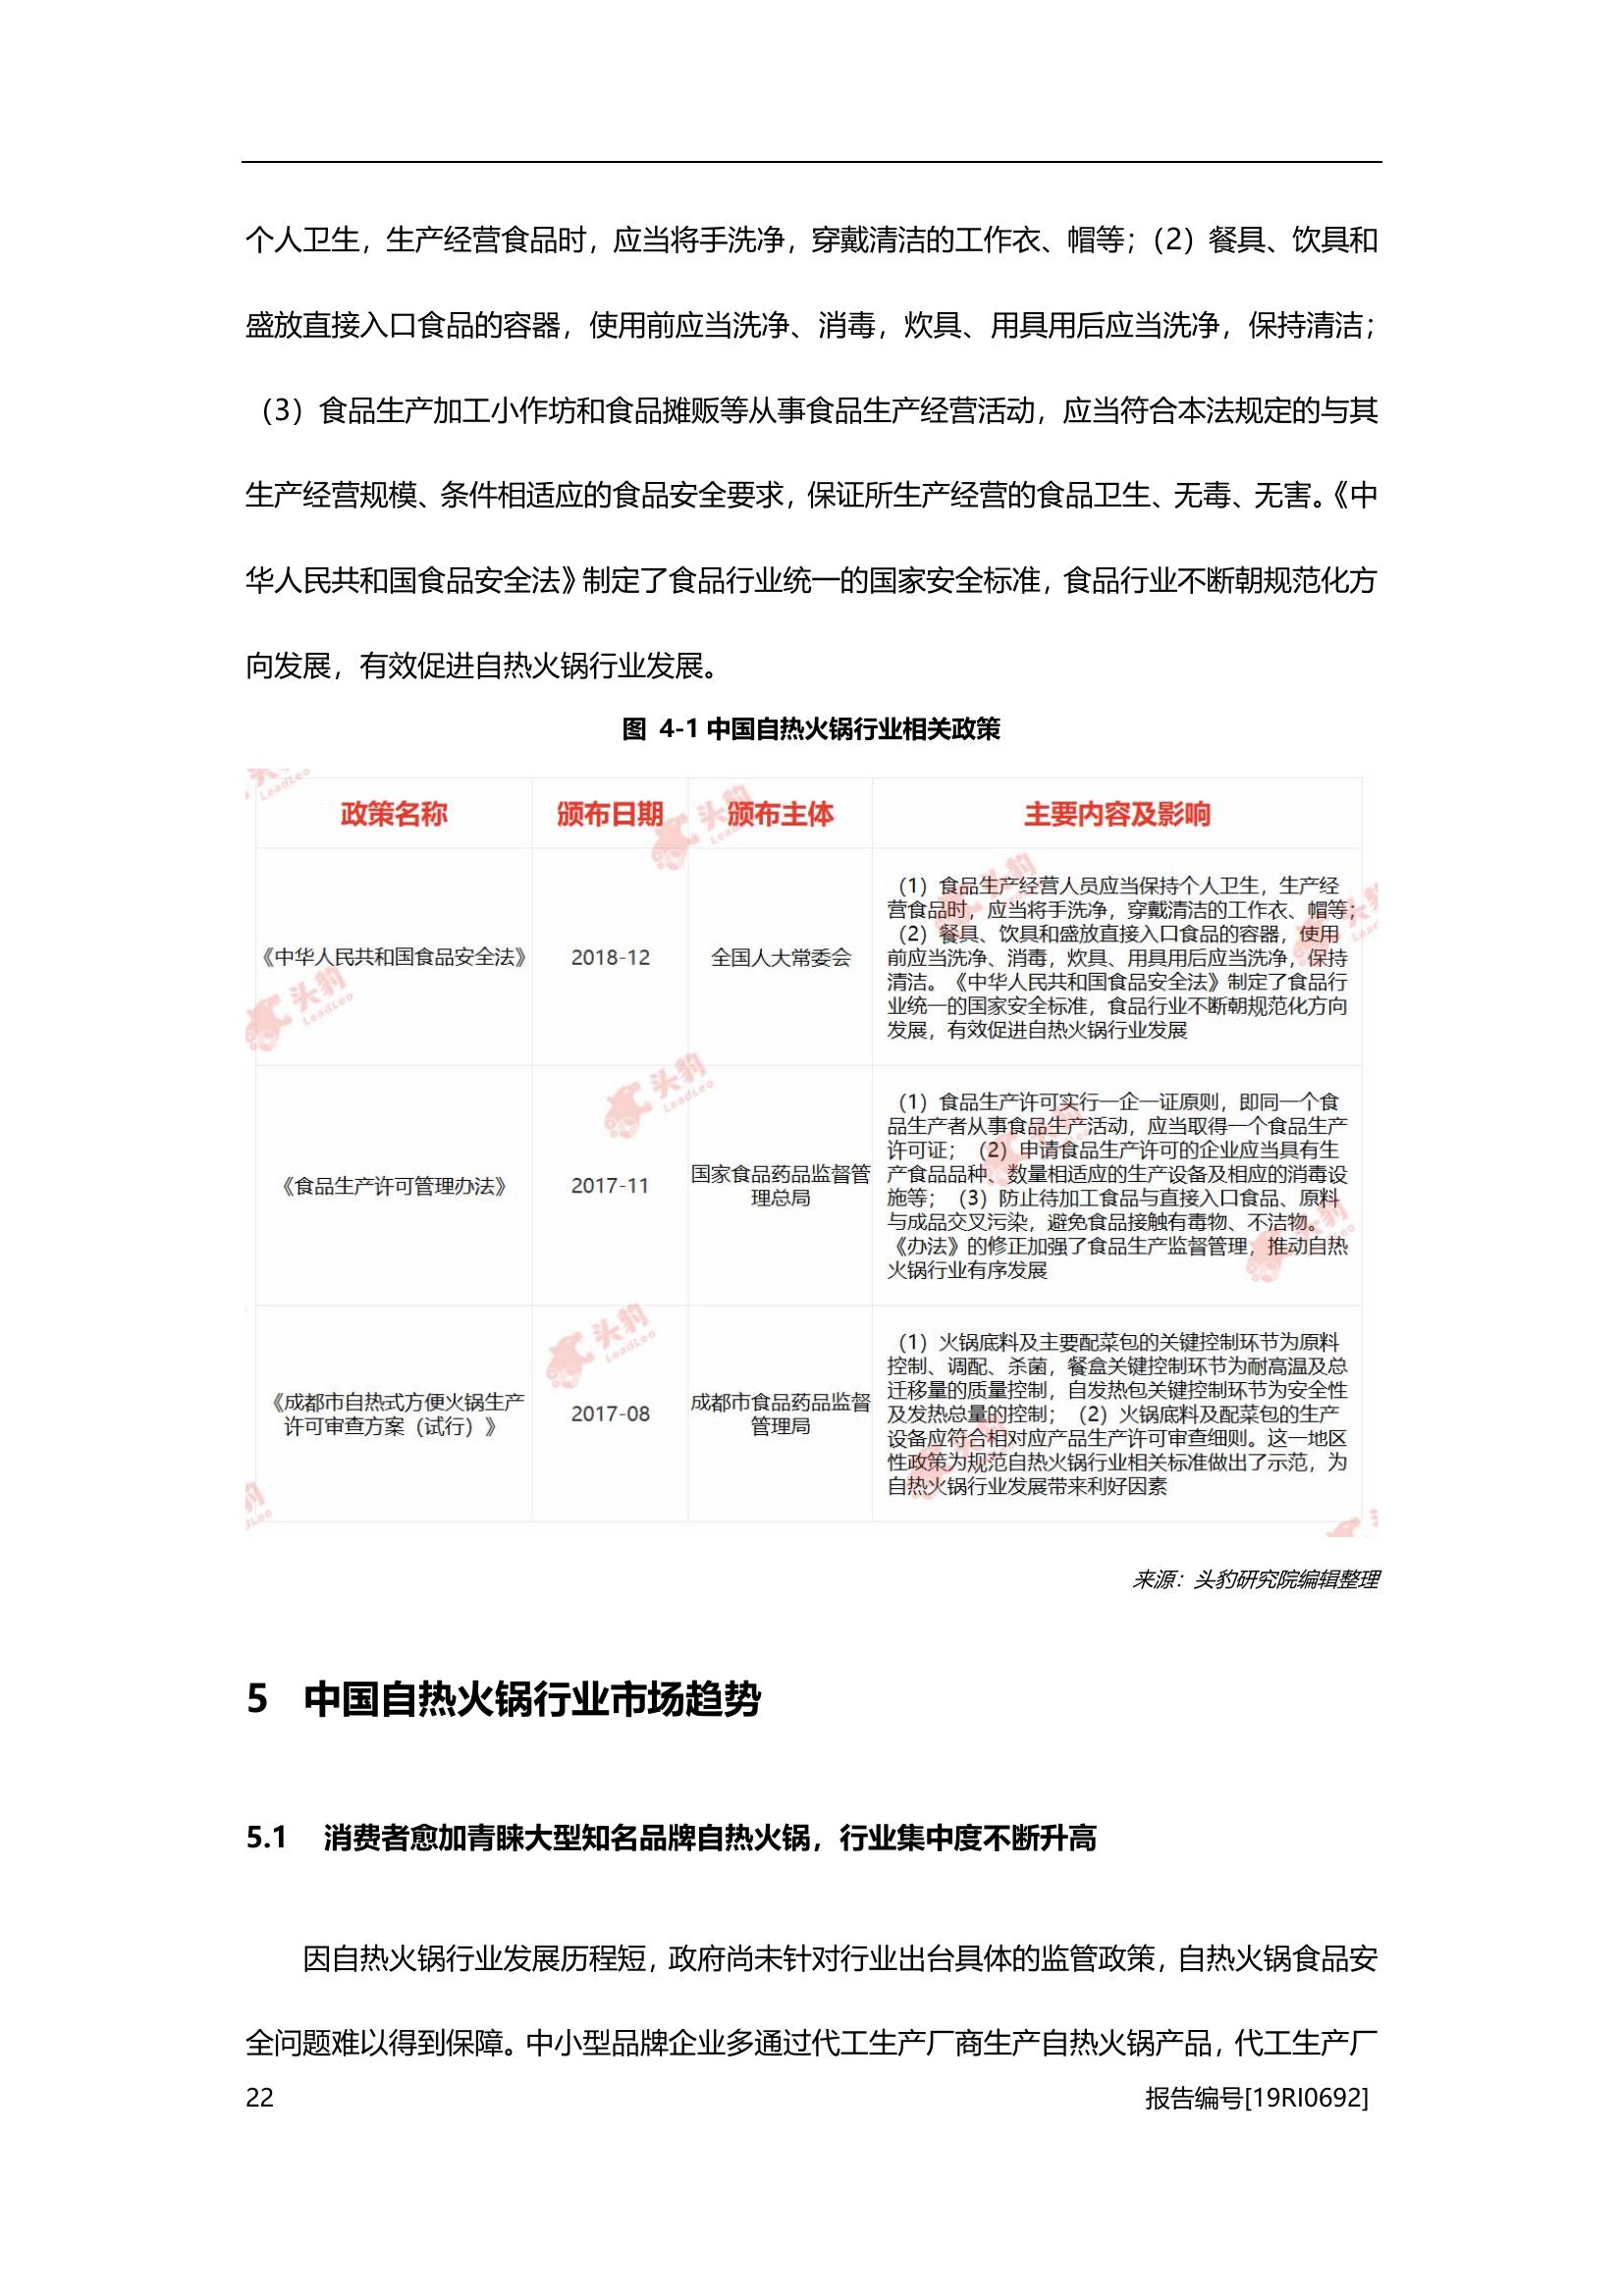 个人卫生，生产经营食品时，应当将手洗净，穿戴清洁的工作衣、帽等；（2）餐具、饮具和
盛放直接入口食品的容器，使用前应当洗净、消毒，炊具、用具用后应当洗净，保持清洁；
（3）食品生产加工小作坊和食品摊贩等从事食品生产经营活动，应当符合本法规定的与其
生产经营规模、条件相适应的食品安全要求，保证所生产经营的食品卫生、无毒、无害。《中
华人民共和国食品安全法》制定了食品行业统一的国家安全标准，食品行业不断朝规范化方
向发展，有效促进自热火锅行业发展。
图 4-1 中国自热火锅行业相关政策
政策名称 颁布日期 颁布主体 主要内容及影响
《中华人民共和国食品安全法》 2018-12 全国人大常委会
（1）食品生产经营人员应当保持个人卫生，生产经
营食品时，应当将手洗净，穿戴清洁的工作衣、帽等；
（2）餐具、饮具和盛放直接入口食品的容器，使用
前应当洗净、消毒，炊具、用具用后应当洗净，保持
清洁。《中华人民共和国食品安全法》制定了食品行
业统一的国家安全标准，食品行业不断朝规范化方向
发展，有效促进自热火锅行业发展
《食品生产许可管理办法》 2017-11
国家食品药品监督管
理总局
（1）食品生产许可实行一企一证原则，即同一个食
品生产者从事食品生产活动，应当取得一个食品生产
许可证；（2）申请食品生产许可的企业应当具有生
产食品品种、数量相适应的生产设备及相应的消毒设
施等；（3）防止待加工食品与直接入口食品、原料
与成品交叉污染，避免食品接触有毒物、不洁物。
《办法》的修正加强了食品生产监督管理，推动自热
火锅行业有序发展
《成都市自热式方便火锅生产
许可审查方案（试行）》
2017-08
成都市食品药品监督
管理局
（1）火锅底料及主要配菜包的关键控制环节为原料
控制、调配、杀菌，餐盒关键控制环节为耐高温及总
迁移量的质量控制，自发热包关键控制环节为安全性
及发热总量的控制；（2）火锅底料及配菜包的生产
设备应符合相对应产品生产许可审查细则。这一地区
性政策为规范自热火锅行业相关标准做出了示范，为
自热火锅行业发展带来利好因素
头豹
LeadLeo
来源：头豹研究院编辑整理
5 中国自热火锅行业市场趋势
5.1 消费者愈加青睐大型知名品牌自热火锅，行业集中度不断升高
因自热火锅行业发展历程短，政府尚未针对行业出台具体的监管政策，自热火锅食品安
全问题难以得到保障。中小型品牌企业多通过代工生产厂商生产自热火锅产品，代工生产厂
22 报告编号[19RI0692]